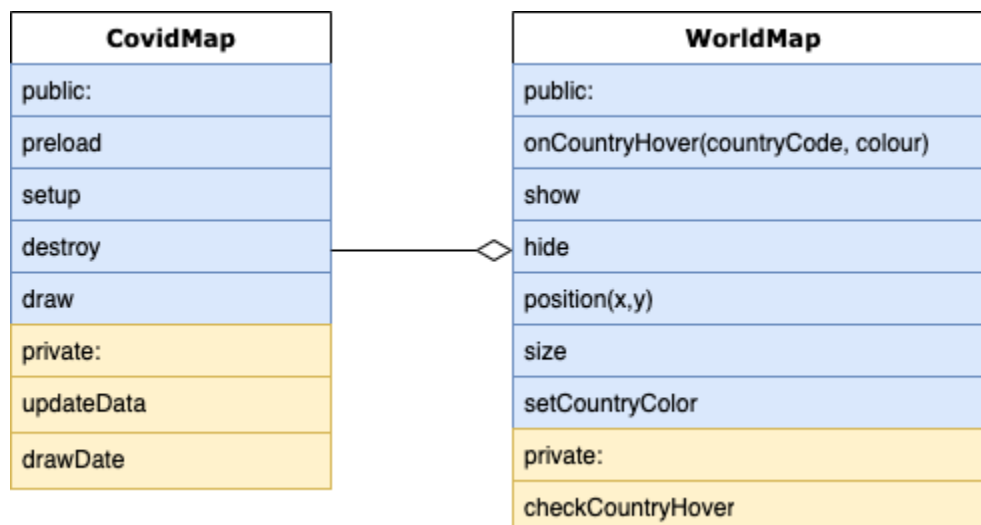 CovidMap
public:
preload
setup
destroy
draw
private:
updateData
drawDate
WorldMap
public:
onCountryHover(countryCode, colour)
show
hide
position(x,y)
size
setCountryColor
private:
checkCountryHover